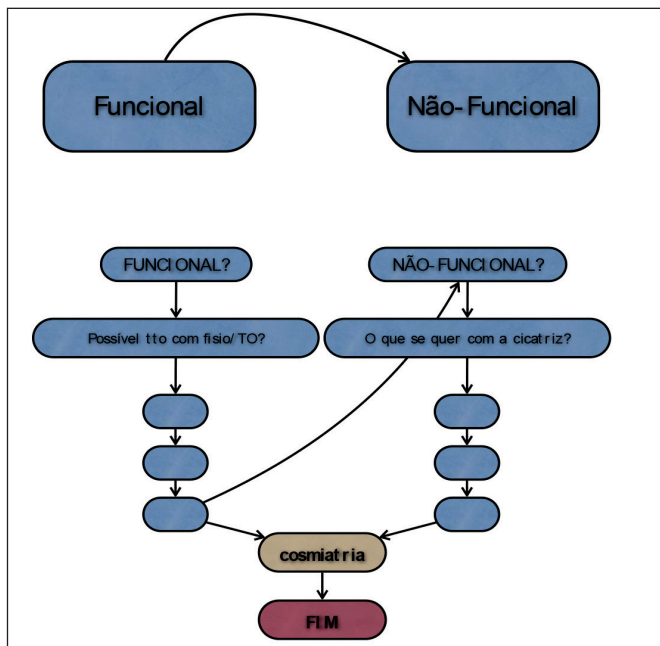 Funcional
Não-Funcional
FUNCIONAL?
NÃO-FUNCIONAL?
Possível tto com fisio/TO?
O que se quer com a cicatriz?
cosmiatria
FIM